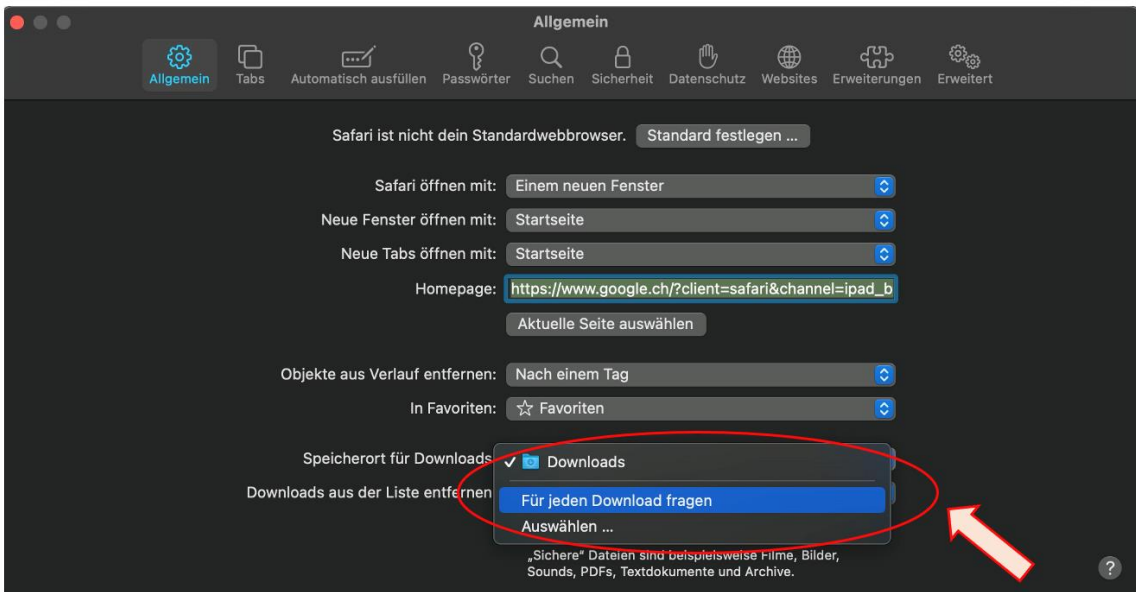 Allgemein
Allgemein Tabs Automatisch ausfüllen Passwörter Suchen Sicherheit Datenschutz Websites Erweiterungen Erweitert
Safari ist nicht dein Standardwebbrowser. Standard festlegen ...
Safari öffnen mit: Einem neuen Fenster
Neue Fenster öffnen mit: Startseite
Neue Tabs öffnen mit: Startseite
Homepage: https://www.google.ch/?client=safari&channel=ipad_b
Aktuelle Seite auswählen
Objekte aus Verlauf entfernen: Nach einem Tag
In Favoriten: Favoriten
Speicherort für Downloads Downloads
Downloads aus der Liste entfernen Für jeden Download fragen
Auswählen ...
„Sichere“ Dateien sind beispielsweise Filme, Bilder,
Sounds, PDFs, Textdokumente und Archive.
?